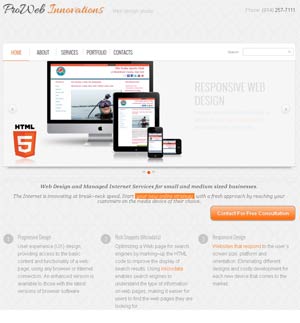 ProWeb Innovations
Web design studio
Phone: (814) 257-7111
HOME ABOUT SERVICES PORTFOLIO CONTACTS
Search:
RESPONSIVE WEB
DESIGN
HTML
5
Web Design and Managed Internet Services for small and medium sized businesses.
The Internet is innovating at break-neck speed. Start
with a fresh approach by reaching your
customers on the media device of their choice.
Contact For Free Consultation
1 Progressive Design
User experience (UX) design,
providing access to the basic
content and functionality of a web
page, using any browser or Internet
connection. An enhanced version
is available to those with the latest
versions of browser software
2 Rich Snippets (Microdata)
Optimizing a Web page for search
engines by marking-up the HTML
code to improve the display of
search results. Using microdata
enables search engines to
understand the type of information
on web pages, making it easier for
users to find the web pages they are
looking for.
3 Responsive Design
Websites that respond to the user's
screen size, platform and
orientation. Eliminating different
designs and costly development for
each new device that comes to the
market.